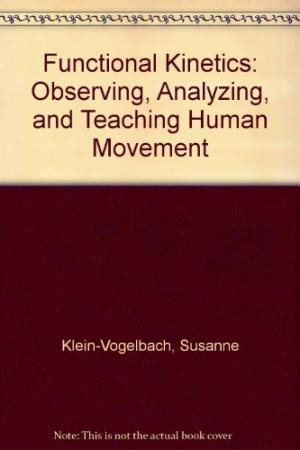 Functional Kinetics:
Observing, Analyzing,
and Teaching Human
Movement
Klein-Vogelbach, Susanne
Note: This is not the actual book cover